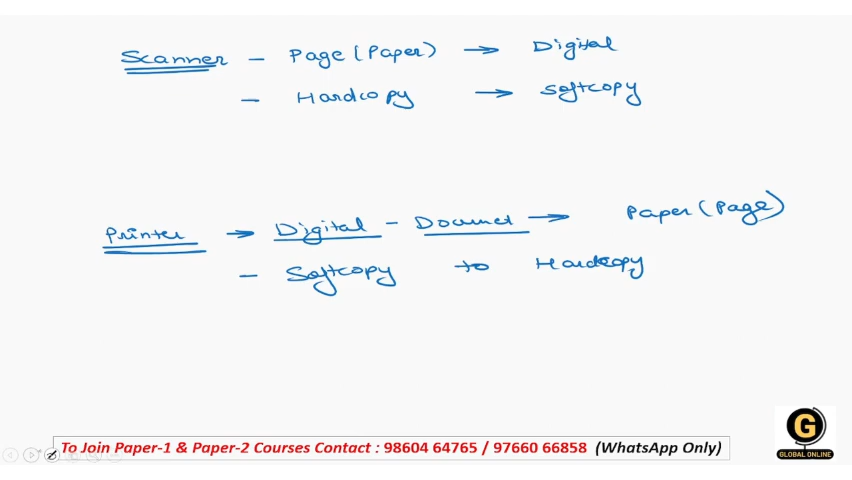 Scanner - Page (Paper) → Digital
- Hardcopy → Softcopy
Printer → Digital - Documet → Paper (Page)
- Softcopy to Hardcopy
To Join Paper-1 & Paper-2 Courses Contact : 98604 64765 / 97660 66858 (WhatsApp Only)
G
GLOBAL ONLINE